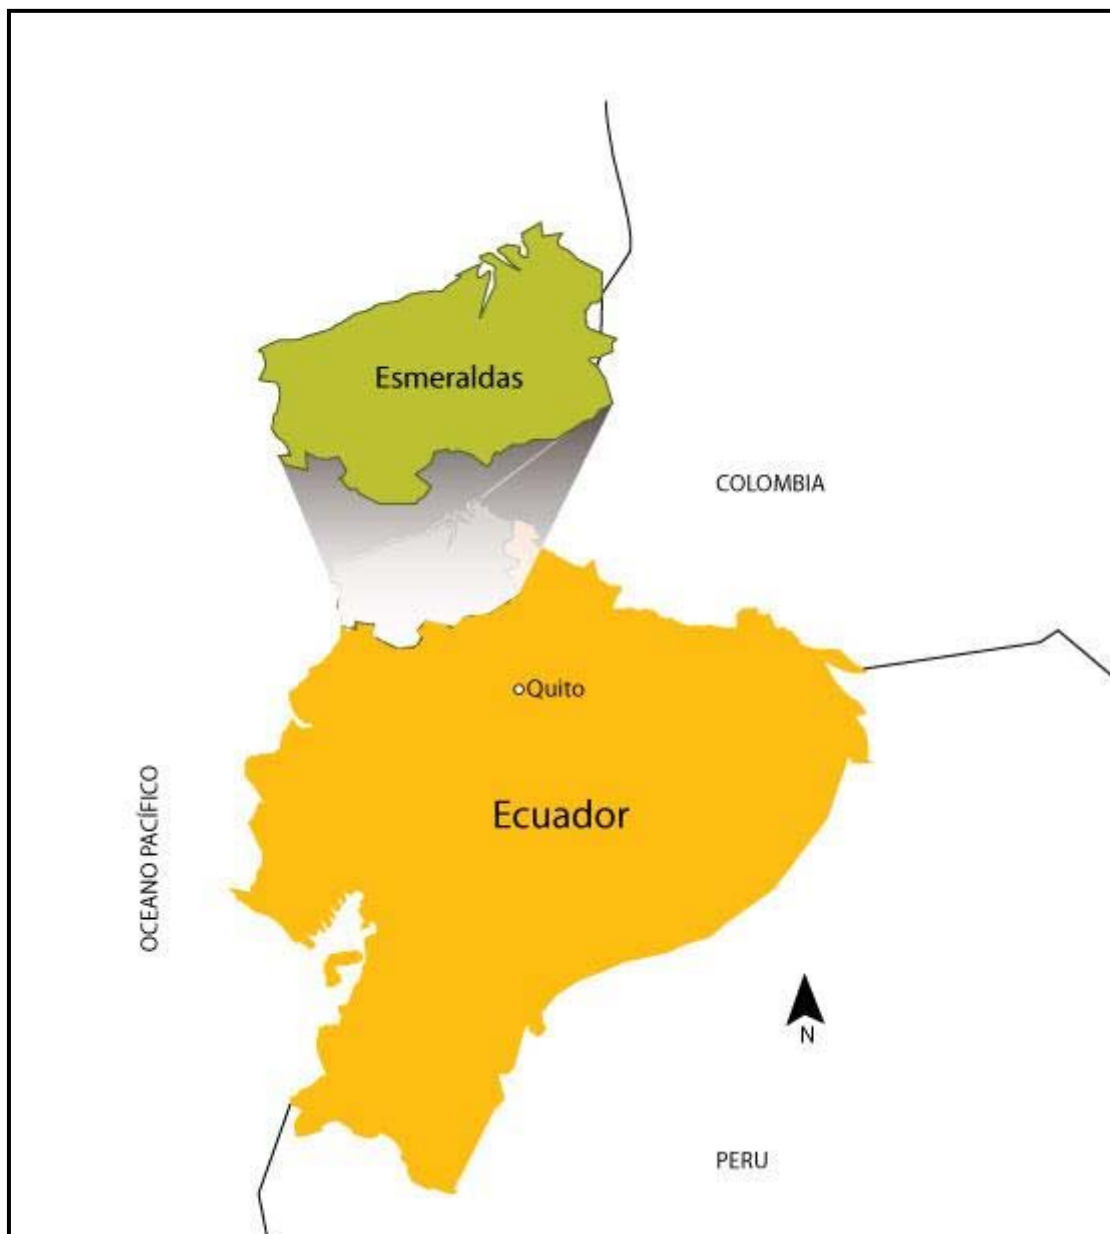 Esmeraldas
COLOMBIA
Quito
Ecuador
OCEANO PACÍFICO
N
PERU